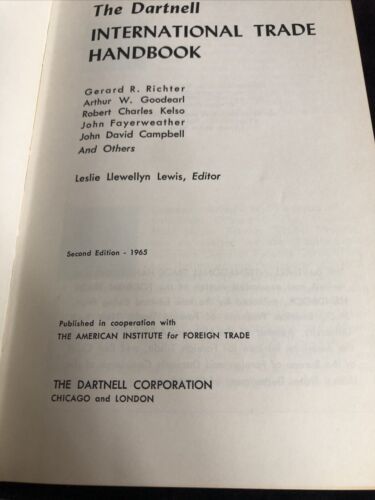 The Dartnell
INTERNATIONAL TRADE
HANDBOOK
Gerard R. Richter
Arthur W. Goodearl
Robert Charles Kelso
John Fayerweather
John David Campbell
And Others
Leslie Llewellyn Lewis, Editor
Second Edition - 1965
Published in cooperation with
THE AMERICAN INSTITUTE for FOREIGN TRADE
THE DARTNELL CORPORATION
CHICAGO and LONDON